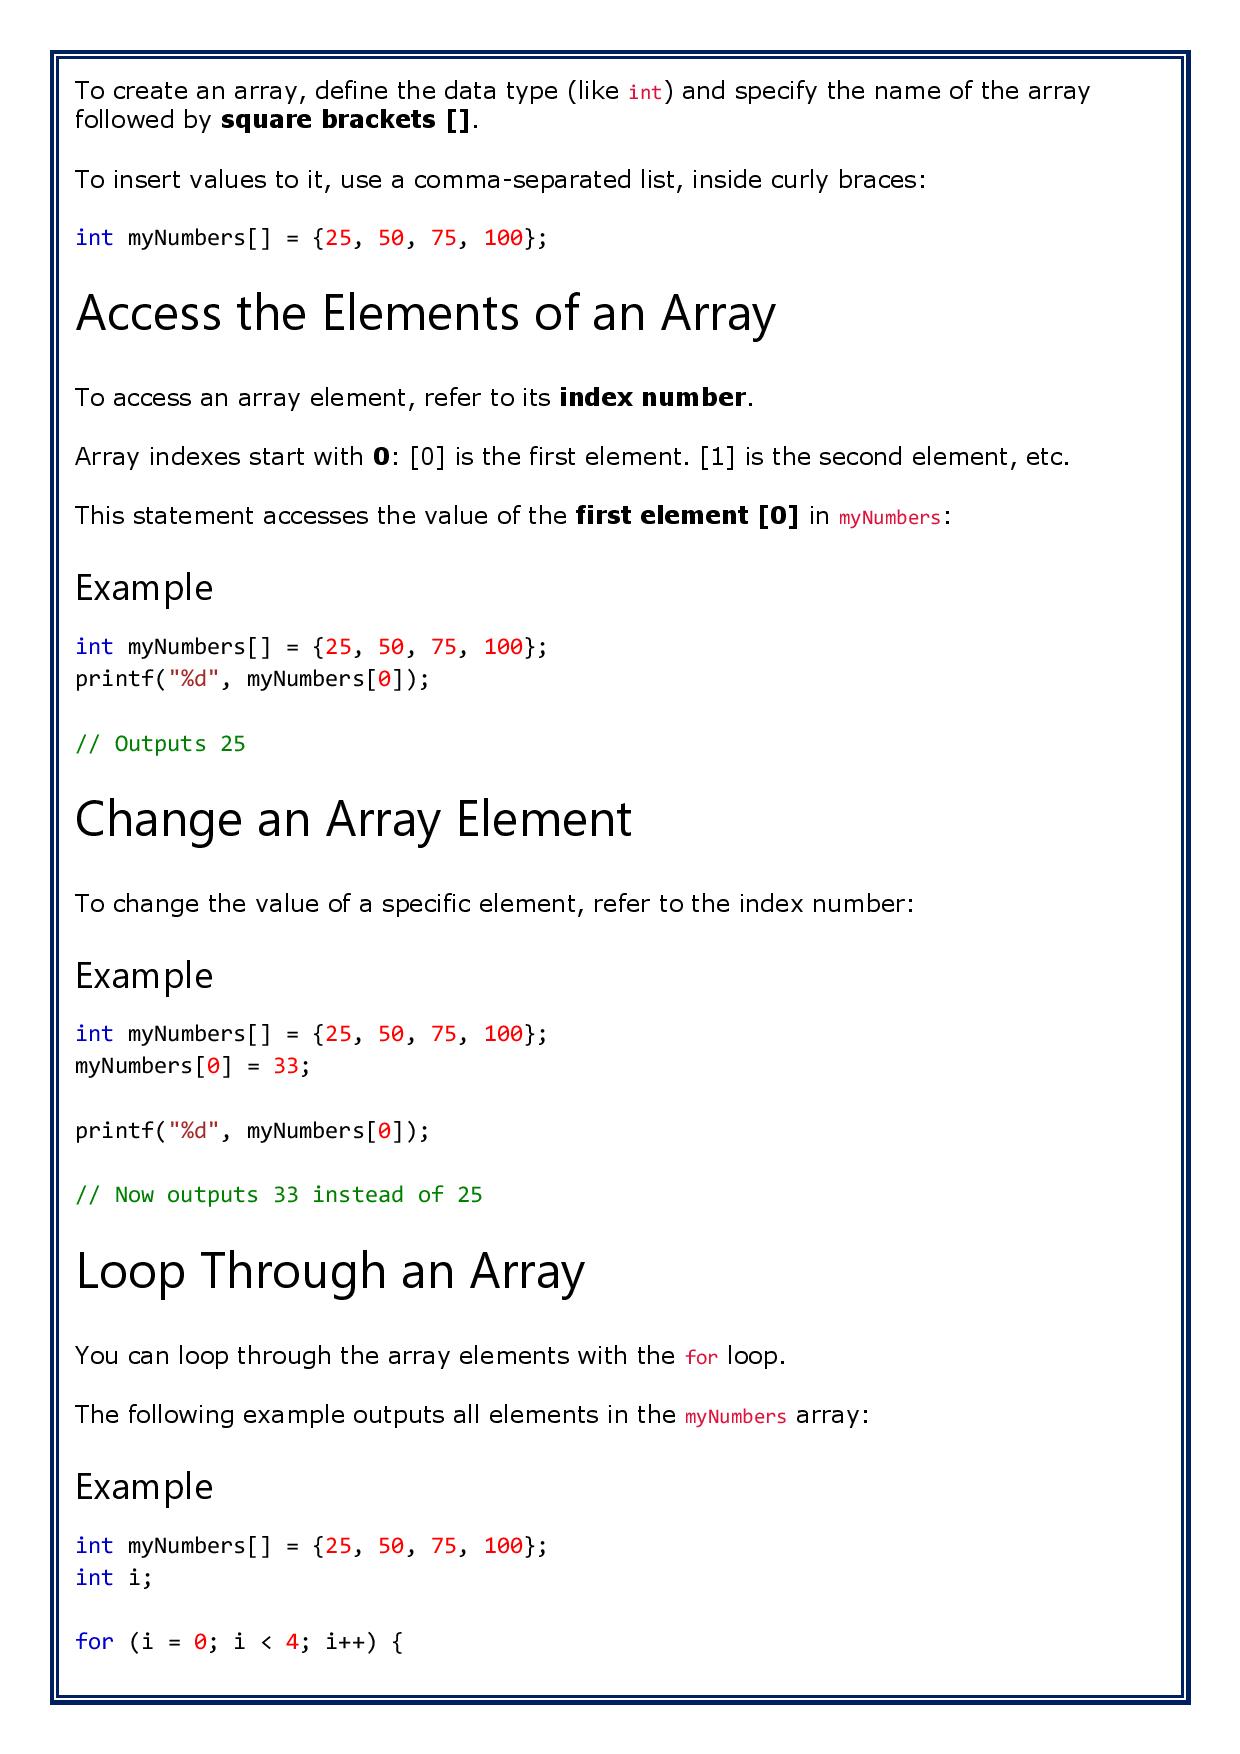 To create an array, define the data type (like int) and specify the name of the array
followed by square brackets [].
To insert values to it, use a comma-separated list, inside curly braces:
int myNumbers[] = {25, 50, 75, 100};
Access the Elements of an Array
To access an array element, refer to its index number.
Array indexes start with 0: [0] is the first element. [1] is the second element, etc.
This statement accesses the value of the first element [0] in myNumbers:
Example
int myNumbers[] = {25, 50, 75, 100};
printf("%d", myNumbers[0]);
// Outputs 25
Change an Array Element
To change the value of a specific element, refer to the index number:
Example
int myNumbers[] = {25, 50, 75, 100};
myNumbers[0] = 33;
printf("%d", myNumbers[0]);
// Now outputs 33 instead of 25
Loop Through an Array
You can loop through the array elements with the for loop.
The following example outputs all elements in the myNumbers array:
Example
int myNumbers[] = {25, 50, 75, 100};
int i;
for (i = 0; i < 4; i++) {